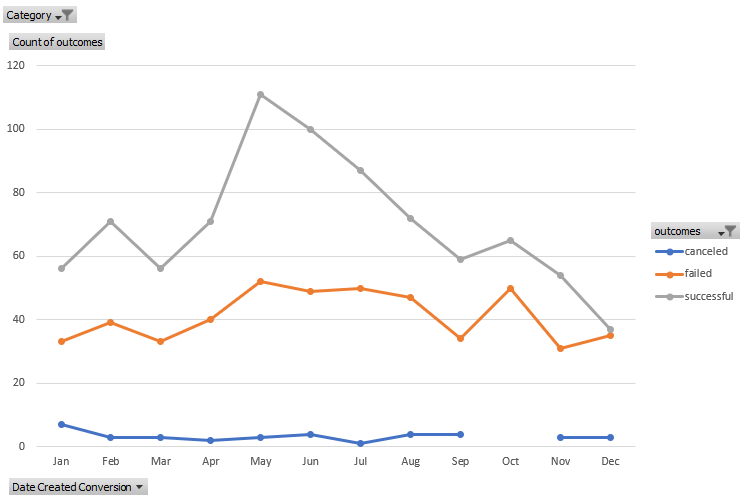 Category
Count of outcomes
120
100
80
60
40
20
0
Jan Feb Mar Apr May Jun Jul Aug Sep Oct Nov Dec
outcomes
canceled
failed
successful
Date Created Conversion